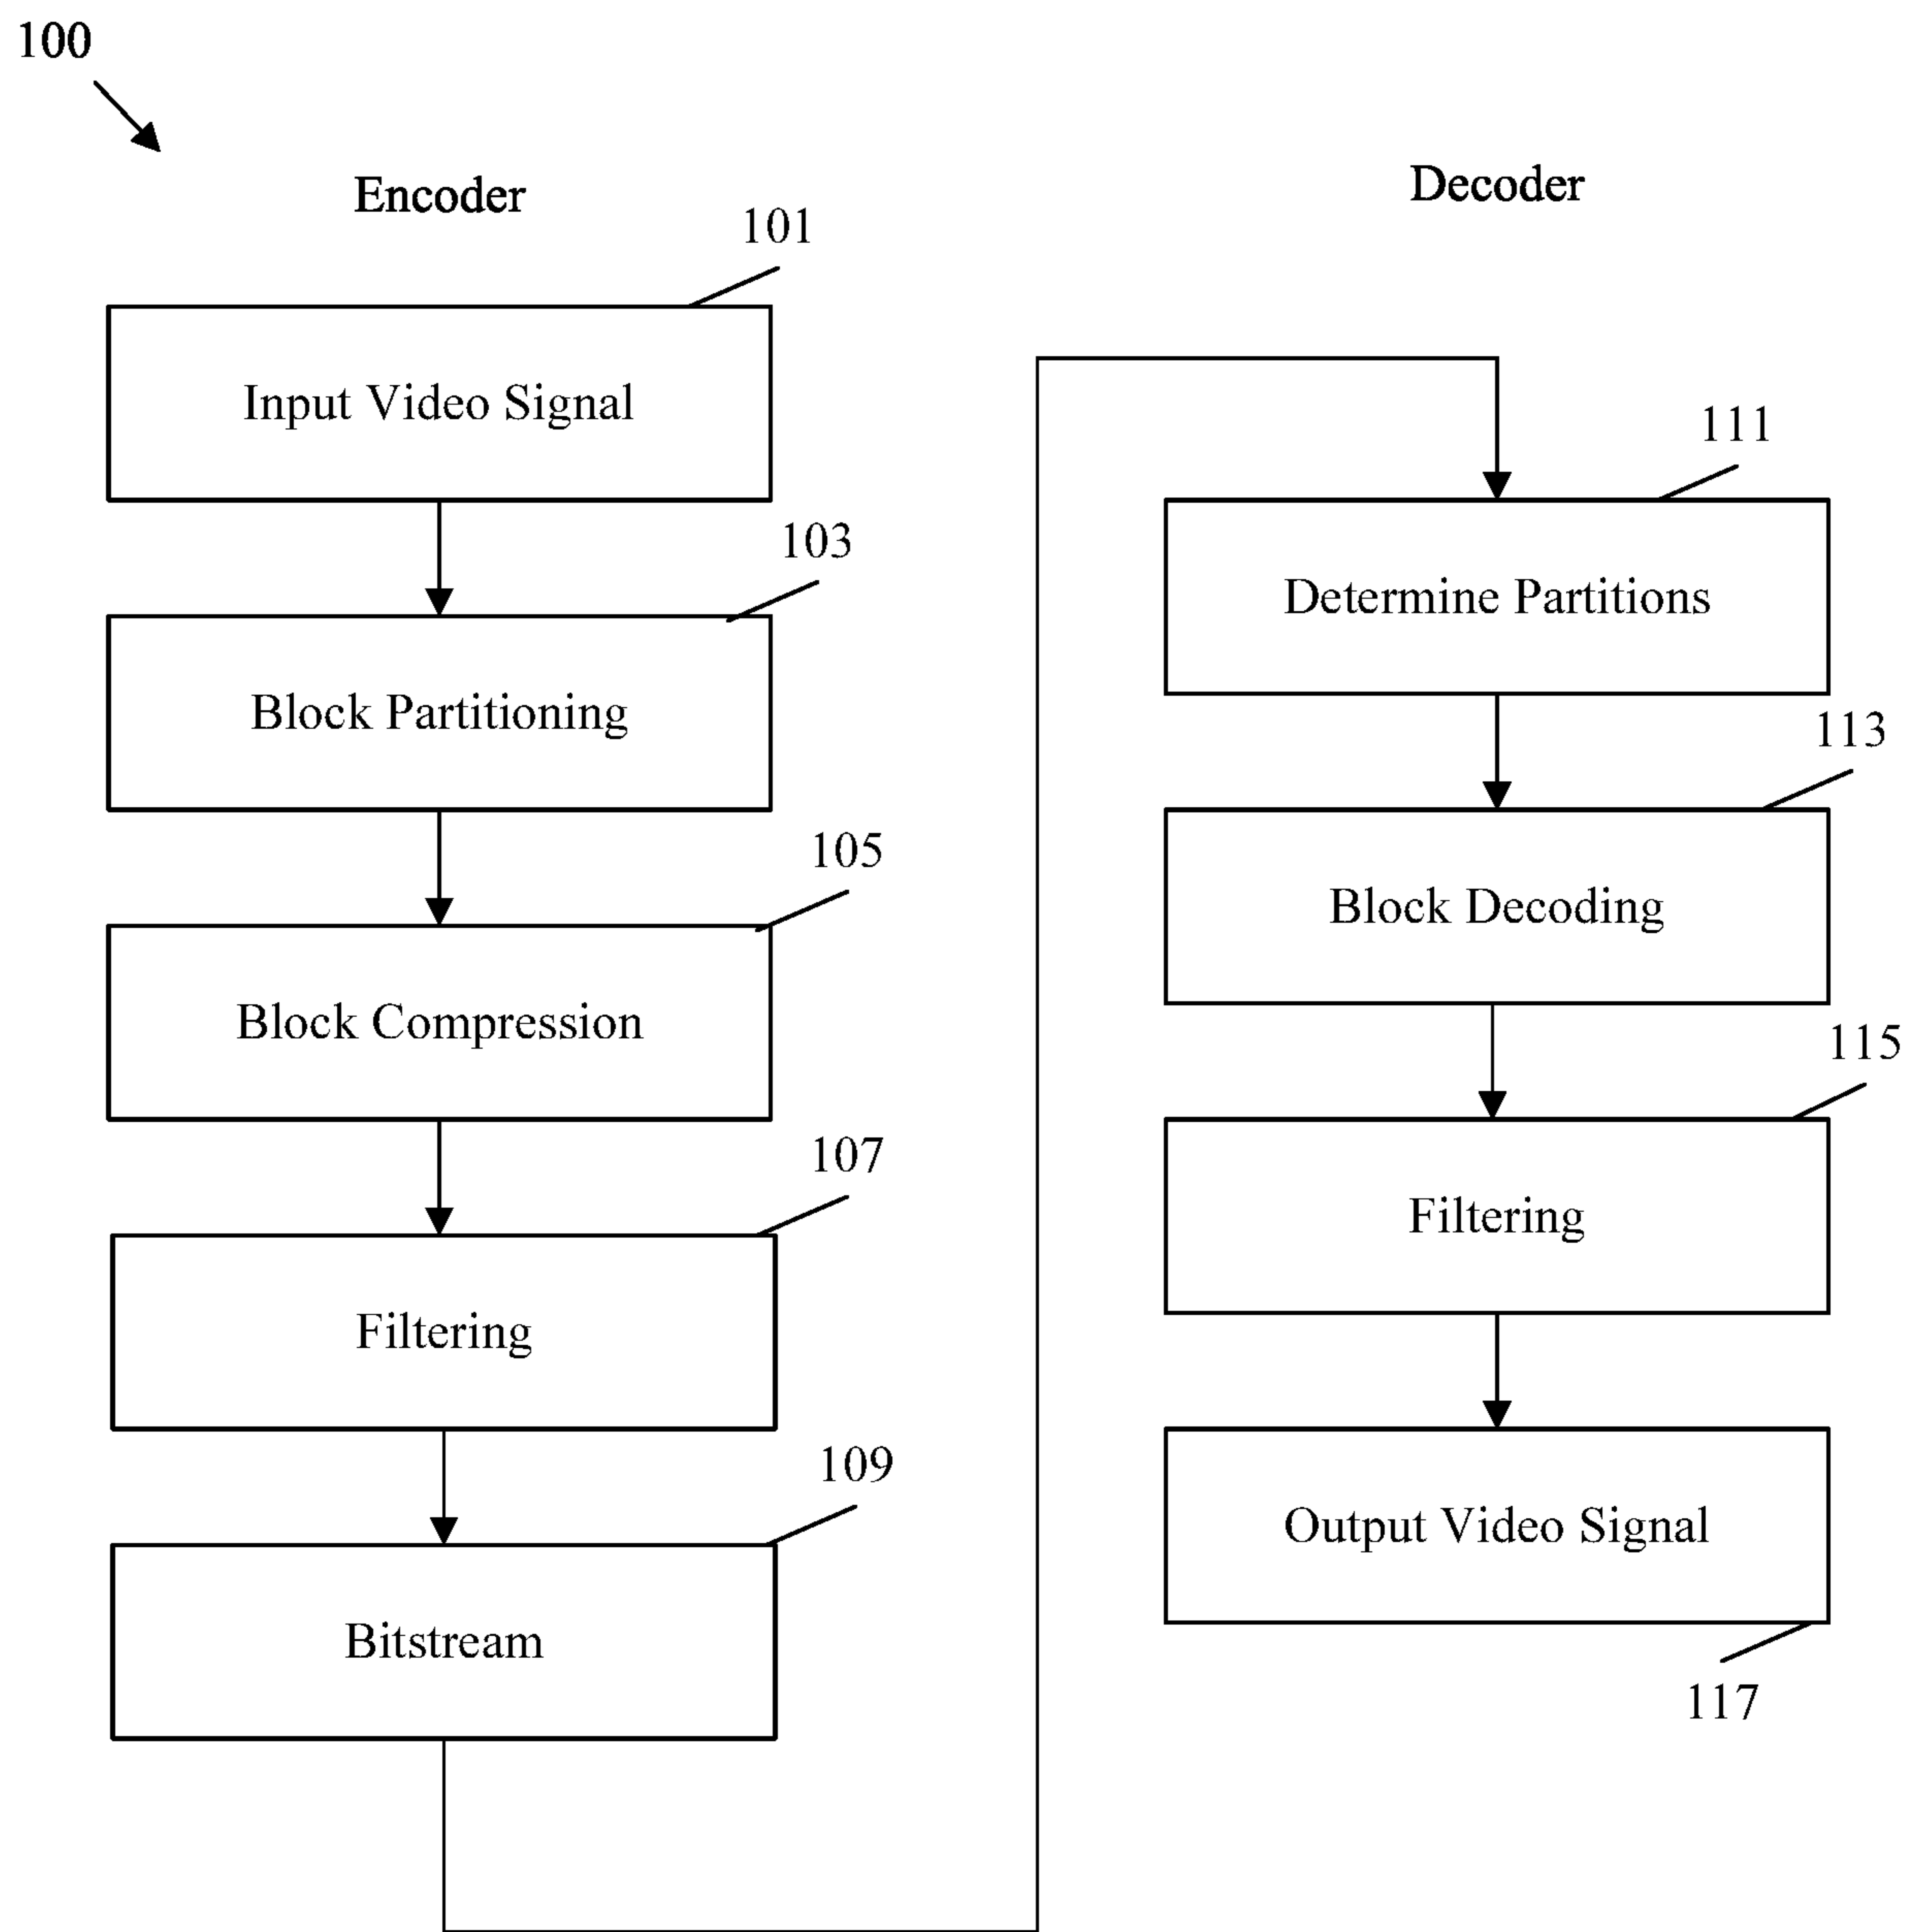 100
Encoder
101
Input Video Signal
103
Block Partitioning
105
Block Compression
107
Filtering
109
Bitstream
Decoder
111
Determine Partitions
113
Block Decoding
115
Filtering
Output Video Signal
117